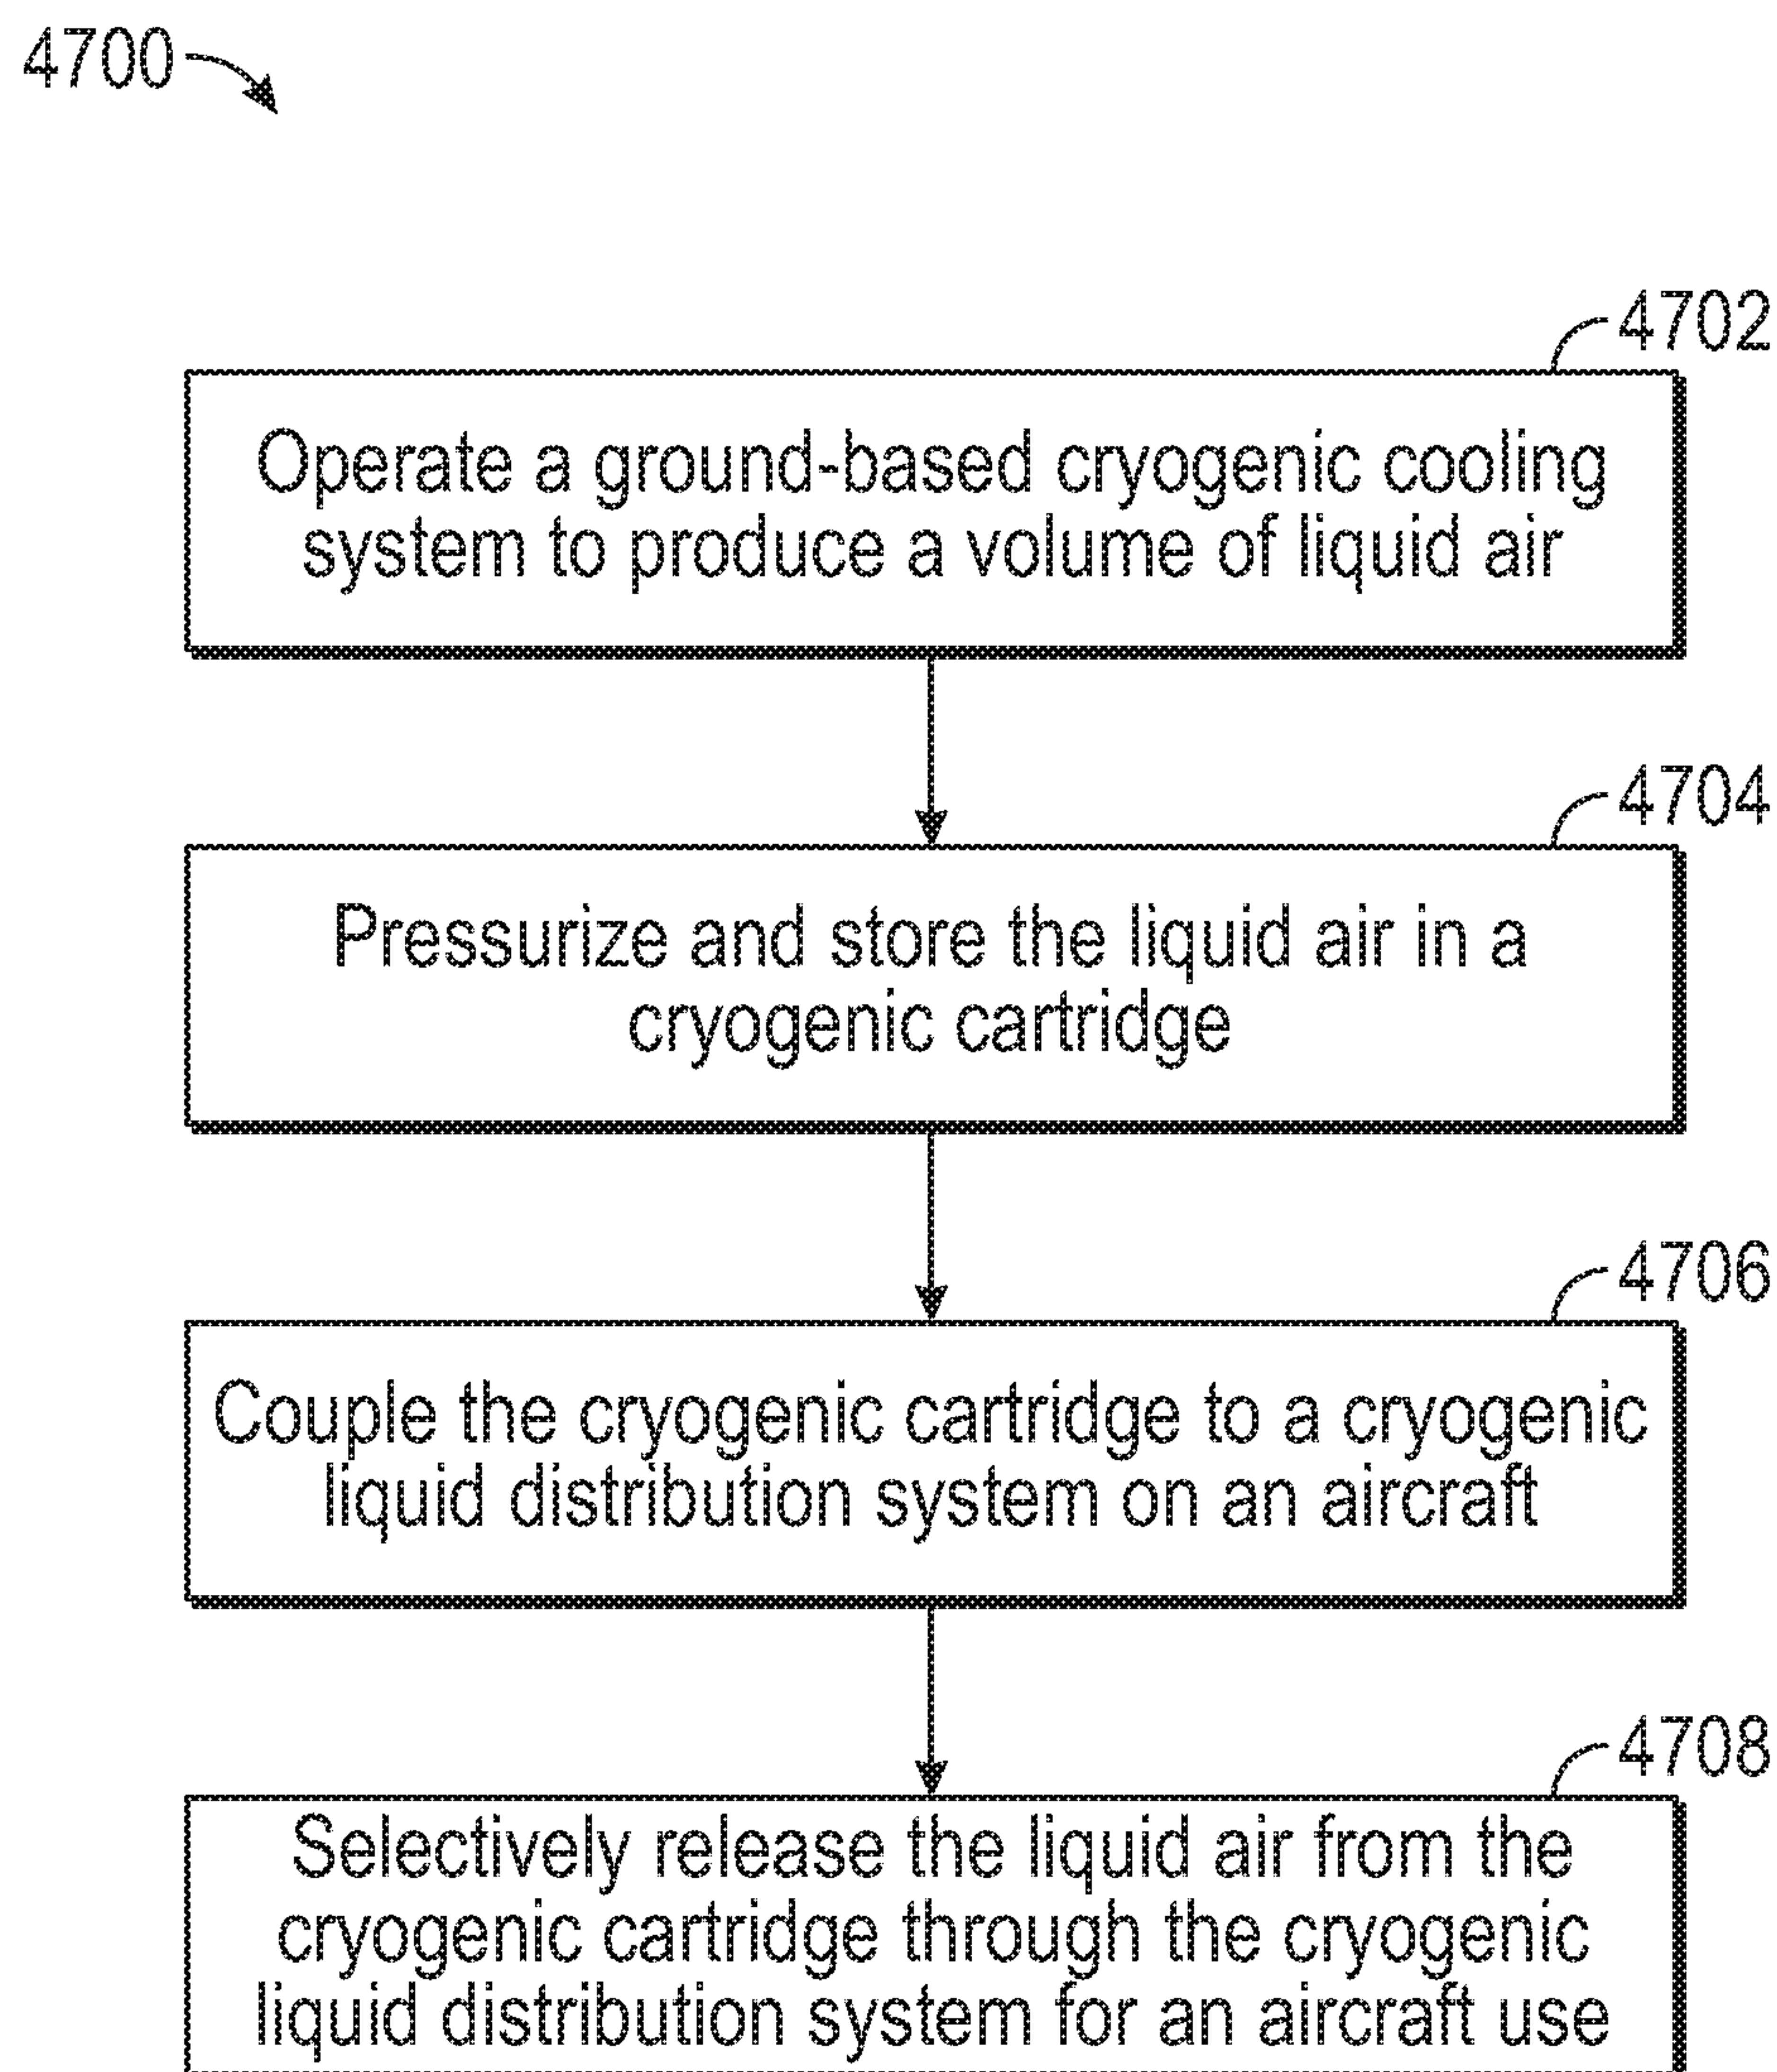 4700
4702
Operate a ground-based cryogenic cooling
system to produce a volume of liquid air
4704
Pressurize and store the liquid air in a
cryogenic cartridge
4706
Couple the cryogenic cartridge to a cryogenic
liquid distribution system on an aircraft
4708
Selectively release the liquid air from the
cryogenic cartridge through the cryogenic
liquid distribution system for an aircraft use